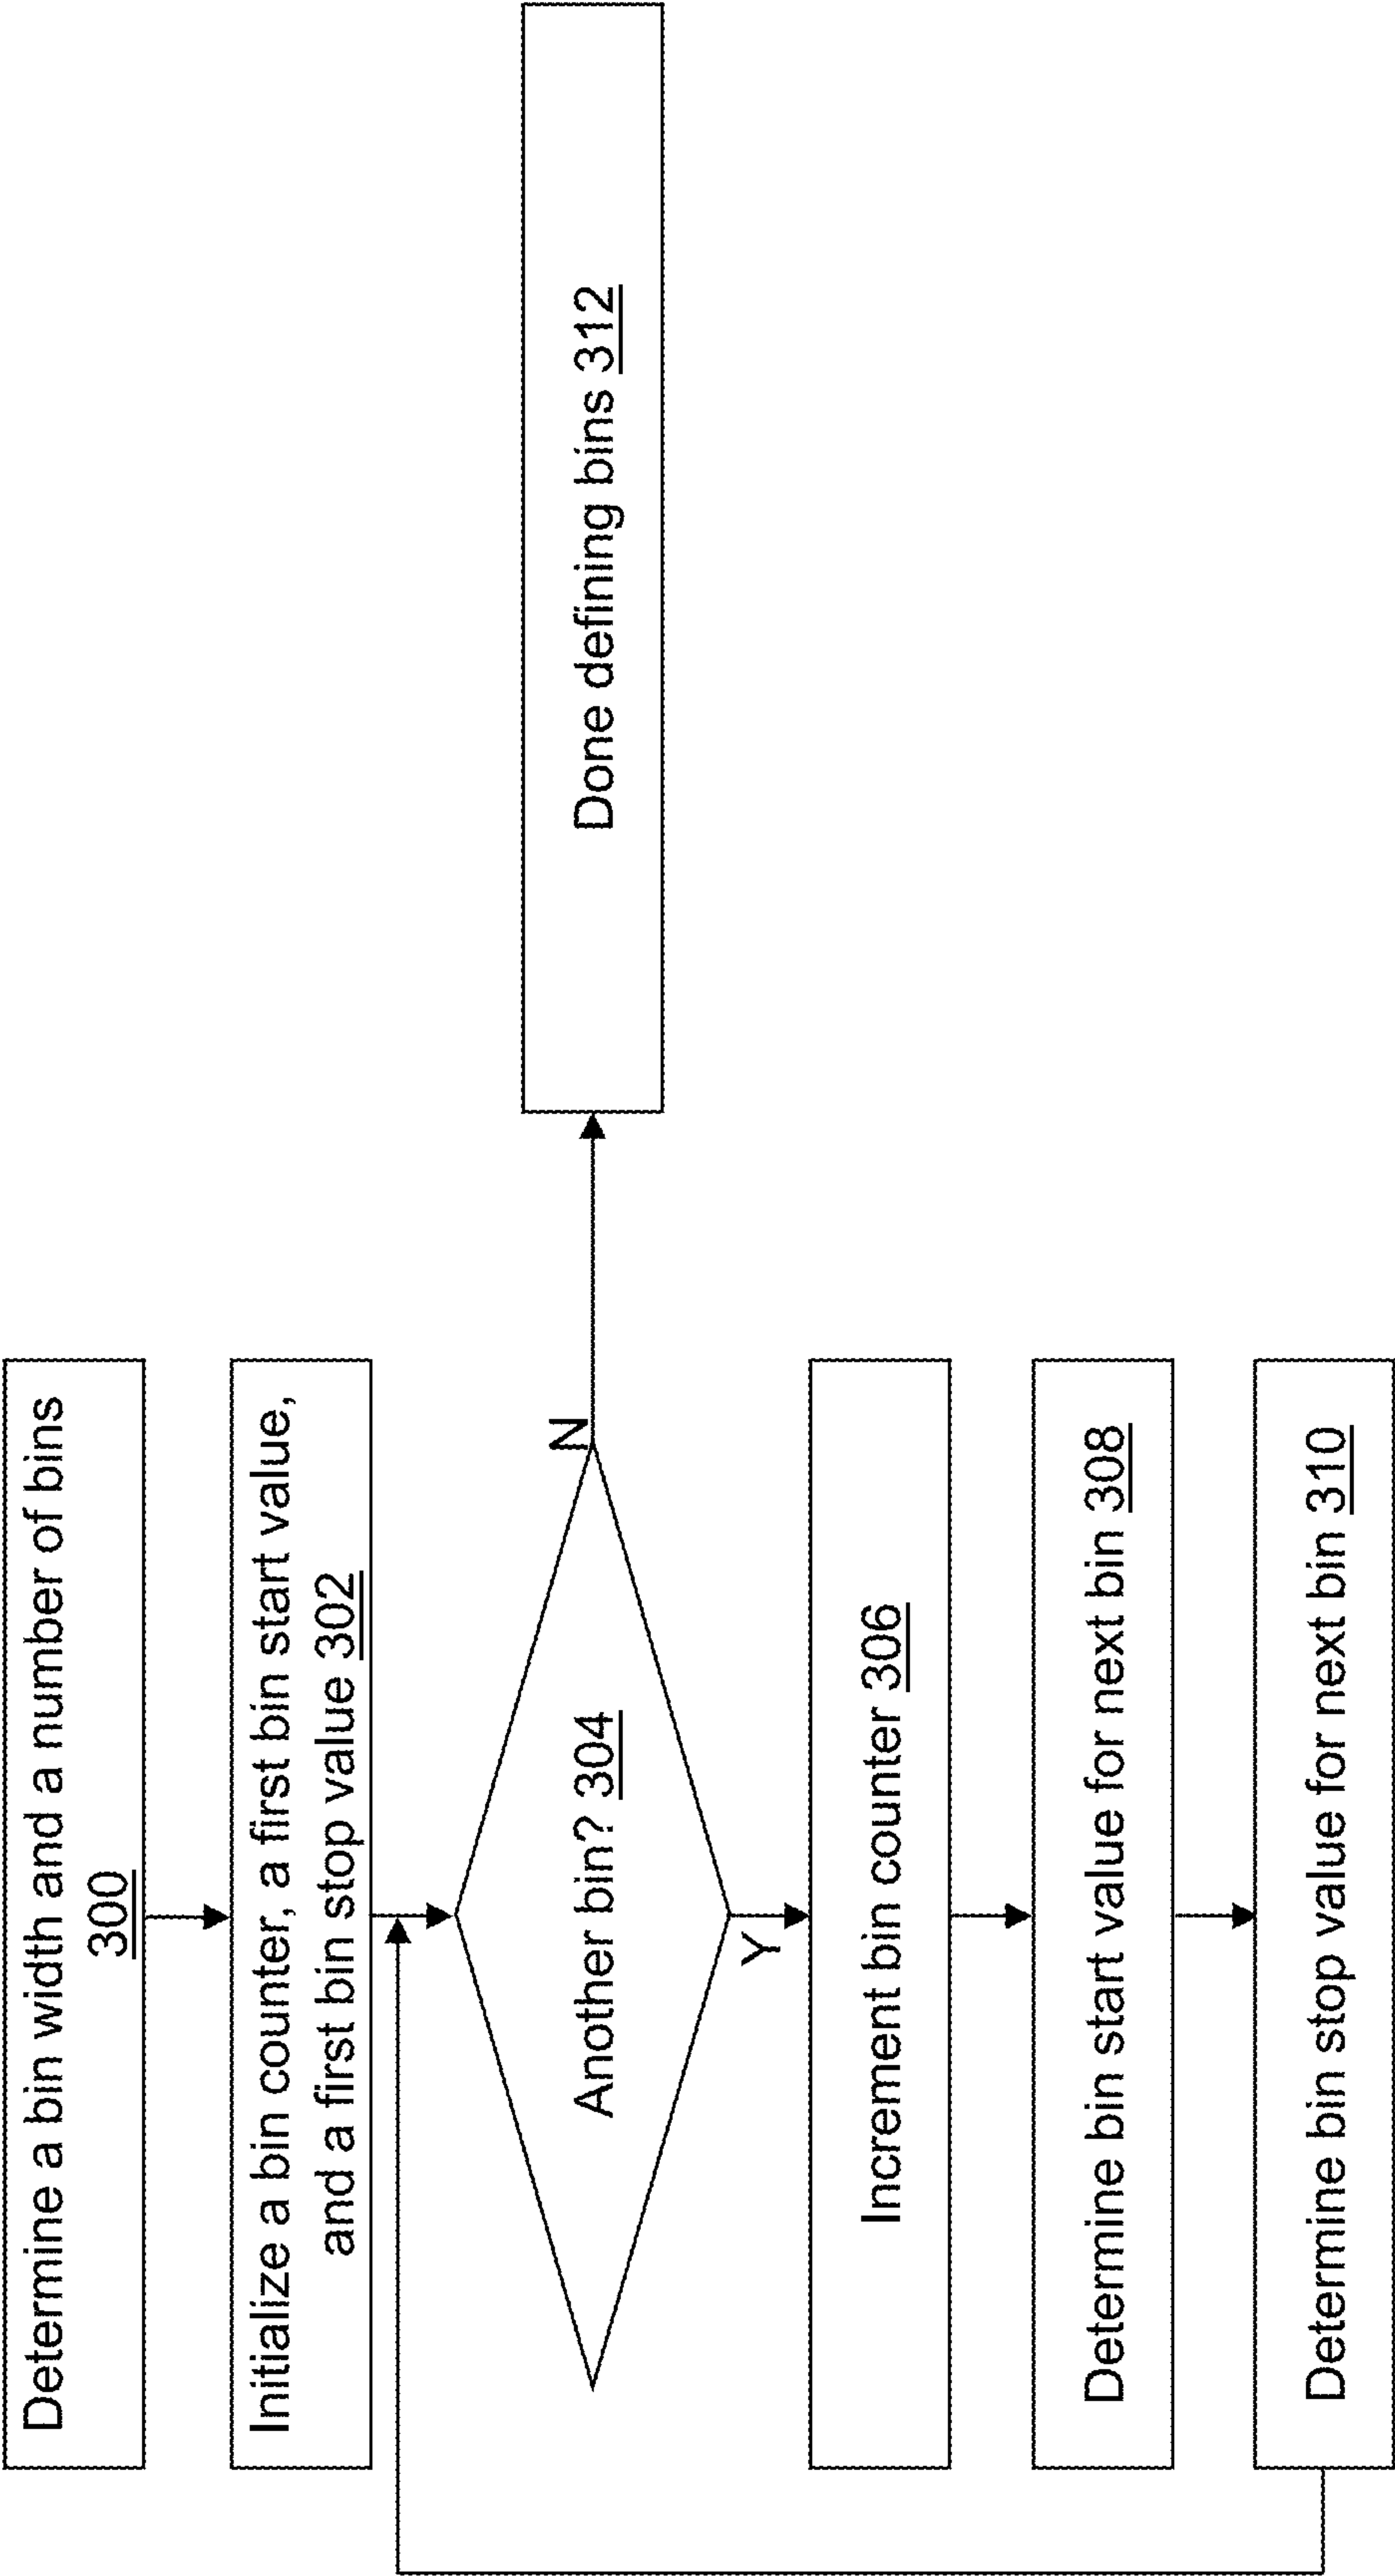 Determine a bin width and a number of bins
300
Initialize a bin counter, a first bin start value,
and a first bin stop value 302
Another bin? 304
N
Done defining bins 312
Y
Increment bin counter 306
Determine bin start value for next bin 308
Determine bin stop value for next bin 310